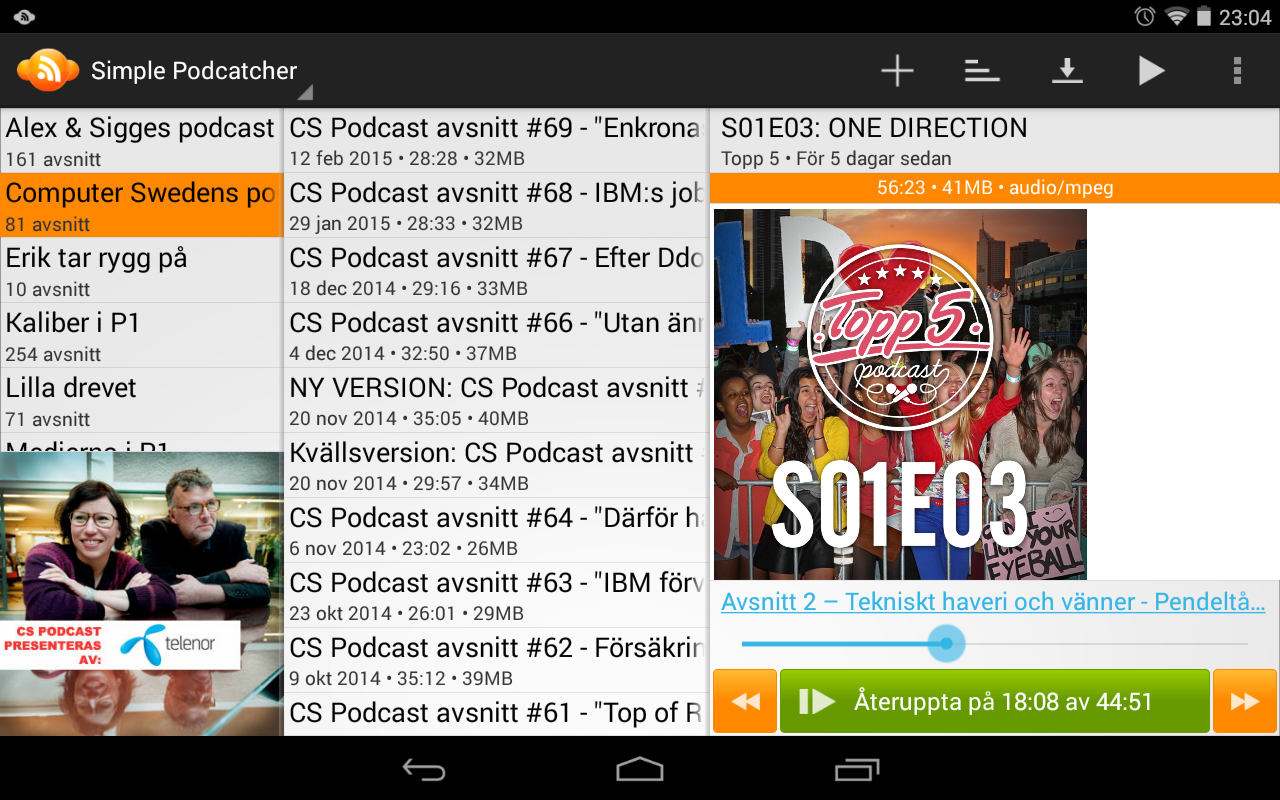 23:04
Simple Podcatcher
Alex & Sigges podcast
161 avsnitt
Computer Swedens po
81 avsnitt
Erik tar rygg på
10 avsnitt
Kaliber i P1
254 avsnitt
Lilla drevet
71 avsnitt
Medierna i P1
CS PODCAST
PRESENTERAS
AV:
telenor
CS Podcast avsnitt #69 - "Enkronas
12 feb 2015 • 28:28 • 32MB
CS Podcast avsnitt #68 - IBM:s job
29 jan 2015 • 28:33 • 32MB
CS Podcast avsnitt #67 - Efter Ddo
18 dec 2014 • 29:16 • 33MB
CS Podcast avsnitt #66 - "Utan änn
4 dec 2014 • 32:50 • 37MB
NY VERSION: CS Podcast avsnitt #
20 nov 2014 • 35:05 • 40MB
Kvällsversion: CS Podcast avsnitt
20 nov 2014 • 29:57 • 34MB
CS Podcast avsnitt #64 - "Därför ha
6 nov 2014 • 23:02 • 26MB
CS Podcast avsnitt #63 - "IBM förv
23 okt 2014 • 26:01 • 29MB
CS Podcast avsnitt #62 - Försäkrin
9 okt 2014 • 35:12 • 39MB
CS Podcast avsnitt #61 - "Top of R
S01E03: ONE DIRECTION
Topp 5 • För 5 dagar sedan
56:23 • 41MB • audio/mpeg
1D
Topp 5
podcast
S01E03
LICK YOUR
EYEBALL
Avsnitt 2 – Tekniskt haveri och vänner - Pendeltå...
Återuppta på 18:08 av 44:51